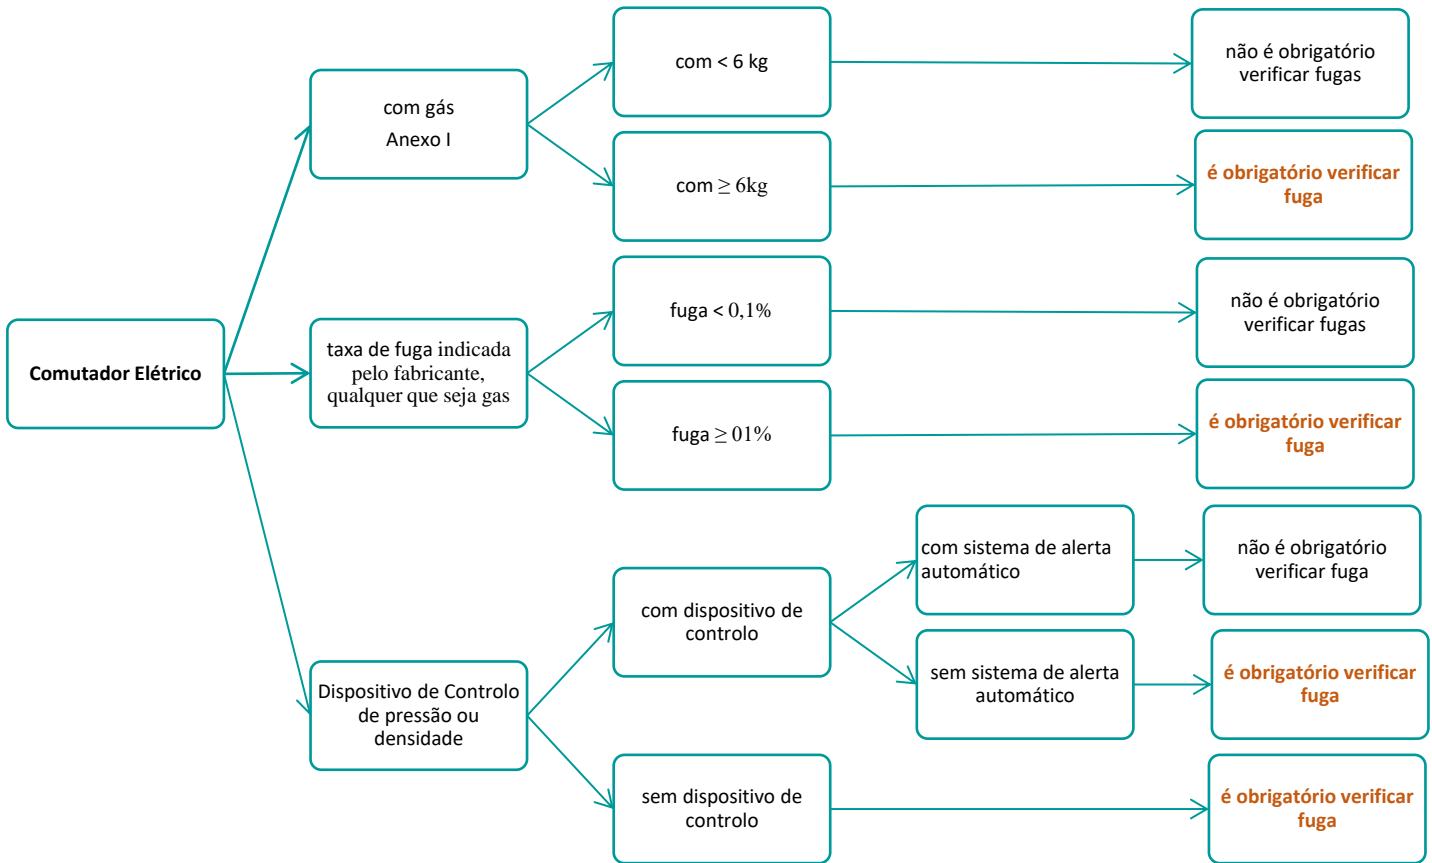 Comutador Elétrico
com gás
Anexo I
com < 6 kg
não é obrigatório
verificar fugas
com ≥ 6kg
é obrigatório verificar
fuga
taxa de fuga indicada
pelo fabricante,
qualquer que seja gas
fuga < 0,1%
não é obrigatório
verificar fugas
fuga ≥ 01%
é obrigatório verificar
fuga
Dispositivo de Controlo
de pressão ou
densidade
com dispositivo de
controlo
com sistema de alerta
automático
não é obrigatório
verificar fuga
sem sistema de alerta
automático
é obrigatório verificar
fuga
sem dispositivo de
controlo
é obrigatório verificar
fuga